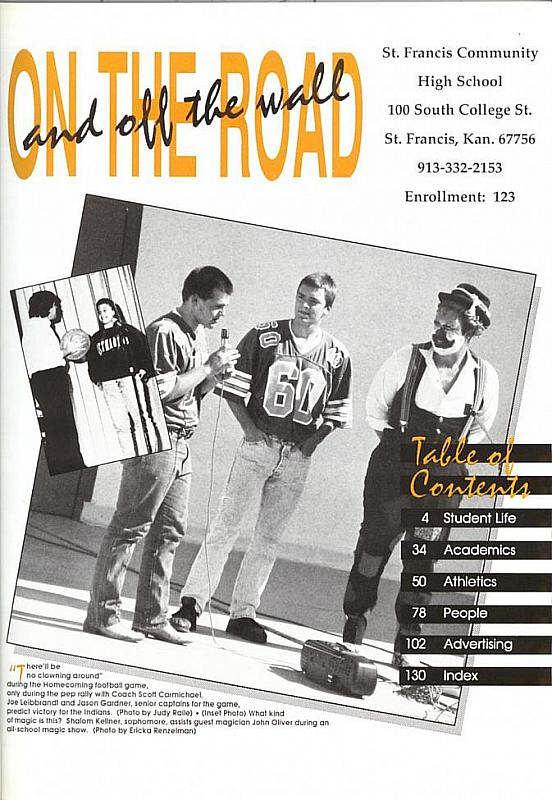 ON THE ROAD
and off the wall
St. Francis Community
High School
100 South College St.
St. Francis, Kan. 67756
913-332-2153
Enrollment: 123
60
60
Table of
Contents
4 Student Life
34 Academics
50 Athletics
78 People
102 Advertising
130 Index
"There'll be
no clowning around"
during the Homecoming football game,
only during the pep rally with Coach Scott Carmichael.
Joe Leibbrandt and Jason Gardner, senior captains for the game,
predict victory for the Indians. (Photo by Judy Raile) • (Inset Photo) What kind
of magic is this? Shalom Kellner, sophomore, assists guest magician John Oliver during an
all-school magic show. (Photo by Ericka Renzelman)